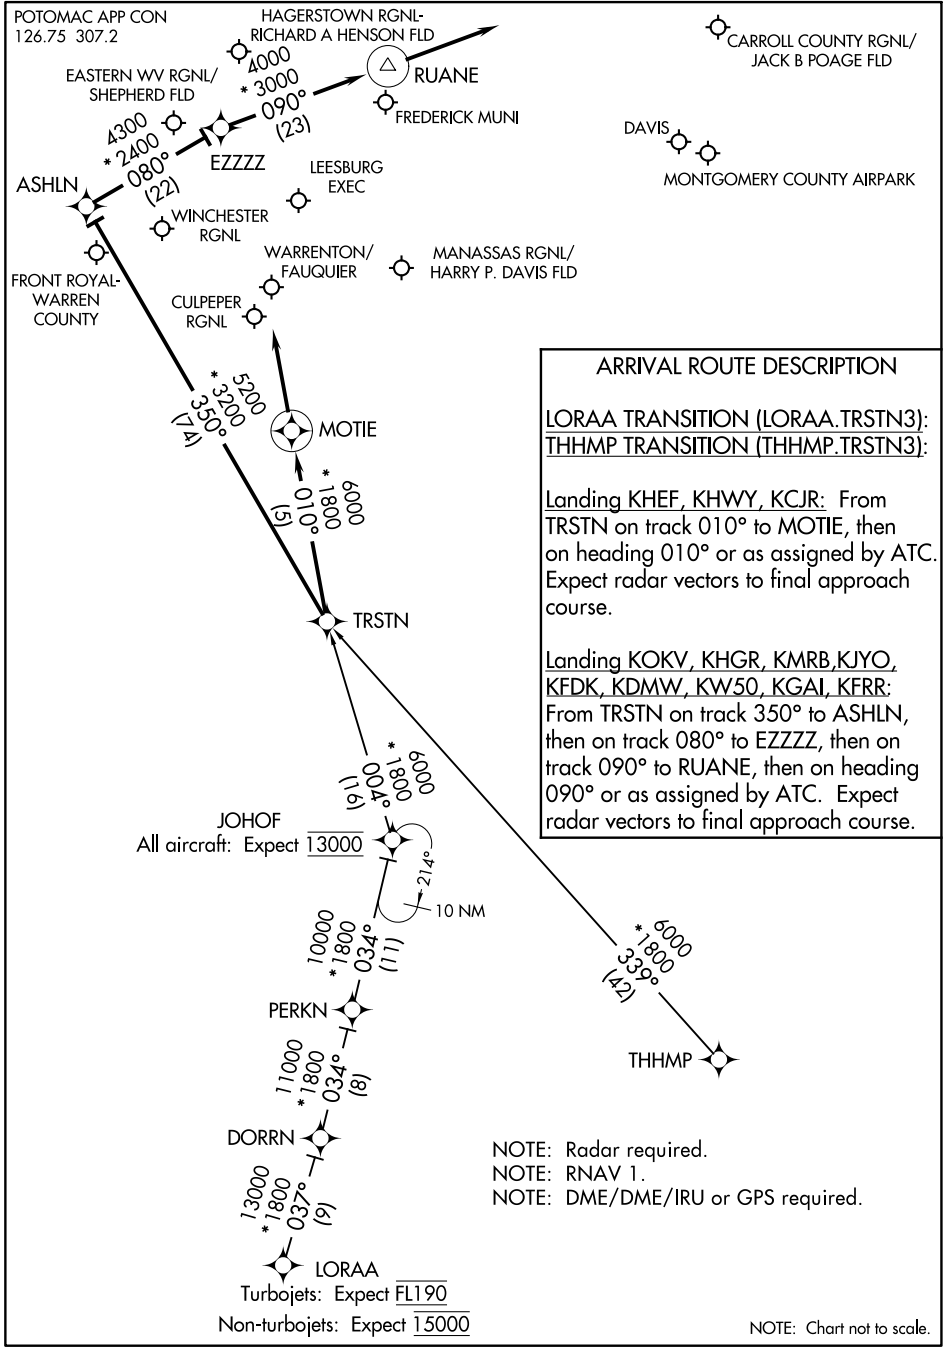 POTOMAC APP CON
126.75 307.2
HAGERSTOWN RGNL-
RICHARD A HENSON FLD
CARROLL COUNTY RGNL/
JACK B POAGE FLD
EASTERN WV RGNL/
SHEPHERD FLD
4000
* 3000
090°
(23)
RUANE
FREDERICK MUNI
4300
* 2400
080°
(22)
EZZZZ
DAVIS
MONTGOMERY COUNTY AIRPARK
ASHLN
LEESBURG
EXEC
WINCHESTER
RGNL
FRONT ROYAL-
WARREN
COUNTY
WARRENTON/
FAUQUIER
MANASSAS RGNL/
HARRY P. DAVIS FLD
CULPEPER
RGNL
5200
* 3200
350°
(74)
MOTIE
6000
* 1800
010°
(5)
TRSTN
ARRIVAL ROUTE DESCRIPTION
LORAA TRANSITION (LORAA.TRSTN3):
THHMP TRANSITION (THHMP.TRSTN3):
Landing KHEF, KHWY, KCJR: From
TRSTN on track 010° to MOTIE, then
on heading 010° or as assigned by ATC.
Expect radar vectors to final approach
course.
Landing KOKV, KHGR, KMRB,KJYO,
KFDK, KDMW, KW50, KGAI, KFRR:
From TRSTN on track 350° to ASHLN,
then on track 080° to EZZZZ, then on
track 090° to RUANE, then on heading
090° or as assigned by ATC. Expect
radar vectors to final approach course.
6000
* 1800
004°
(16)
JOHOF
All aircraft: Expect 13000
214°
10 NM
10000
* 1800
034°
(11)
6000
*1800
339°
(42)
PERKN
THHMP
11000
*1800
034°
(8)
DORRN
13000
*1800
037°
(9)
NOTE: Radar required.
NOTE: RNAV 1.
NOTE: DME/DME/IRU or GPS required.
LORAA
Turbojets: Expect FL190
Non-turbojets: Expect 15000
NOTE: Chart not to scale.